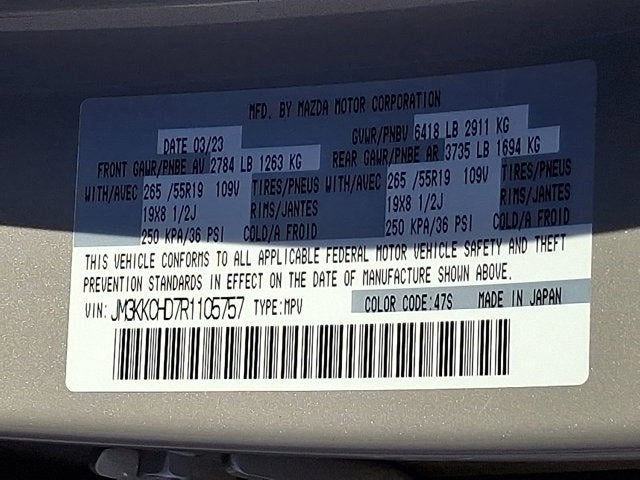 MFD. BY MAZDA MOTOR CORPORATION
DATE 03/23 GVWR/PNBV 6418 LB 2911 KG
FRONT GAWR/PNBE AV 2784 LB 1263 KG REAR GAWR/PNBE AR 3735 LB 1694 KG
WITH/AVEC 265 /55R19 109V TIRES/PNEUS WITH/AVEC 265 /55R19 109V TIRES/PNEUS
19X8 1/2J RIMS/JANTES 19X8 1/2J RIMS/JANTES
250 KPA/36 PSI COLD/A FROID 250 KPA/36 PSI COLD/A FROID
THIS VEHICLE CONFORMS TO ALL APPLICABLE FEDERAL MOTOR VEHICLE SAFETY AND THEFT
PREVENTION STANDARDS IN EFFECT ON THE DATE OF MANUFACTURE SHOWN ABOVE.
VIN: JM3KKCHD7R1105757 TYPE:MPV COLOR CODE:47S MADE IN JAPAN